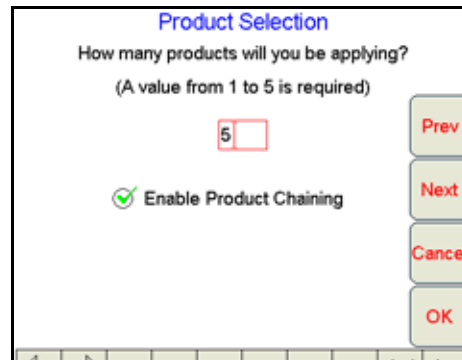 Product Selection
How many products will you be applying?
(A value from 1 to 5 is required)
5
Prev
Enable Product Chaining
Next
Cance
OK